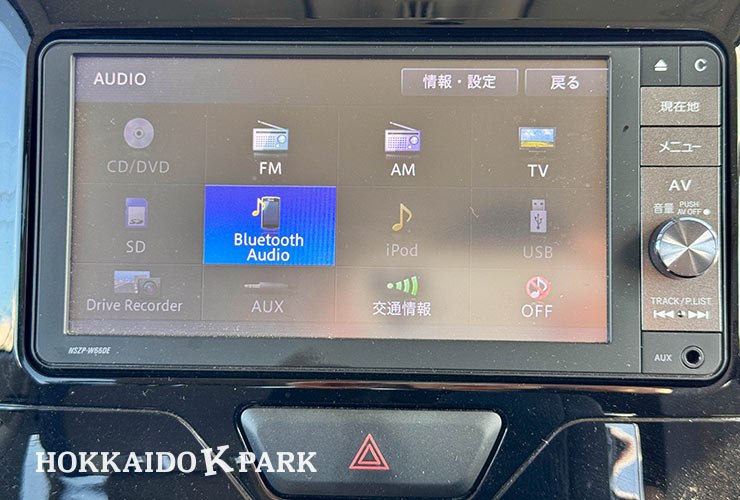 AUDIO
情報・設定
戻る
CD/DVD
FM
AM
TV
SD
Bluetooth
Audio
iPod
USB
Drive Recorder
AUX
交通情報
OFF
NSZP-W66DE
C
現在地
メニュー
AV
音量
PUSH:
AV OFF
TRACK/P.LIST
AUX
HOKKAIDO K PARK